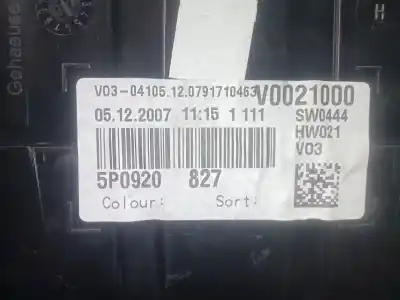 Gehaeuse
H
V03-04105.12.0791710463
V0021000
05.12.2007 11:15 1 111
SW0444
HW021
V03
5P0920 827
Colour: Sort: